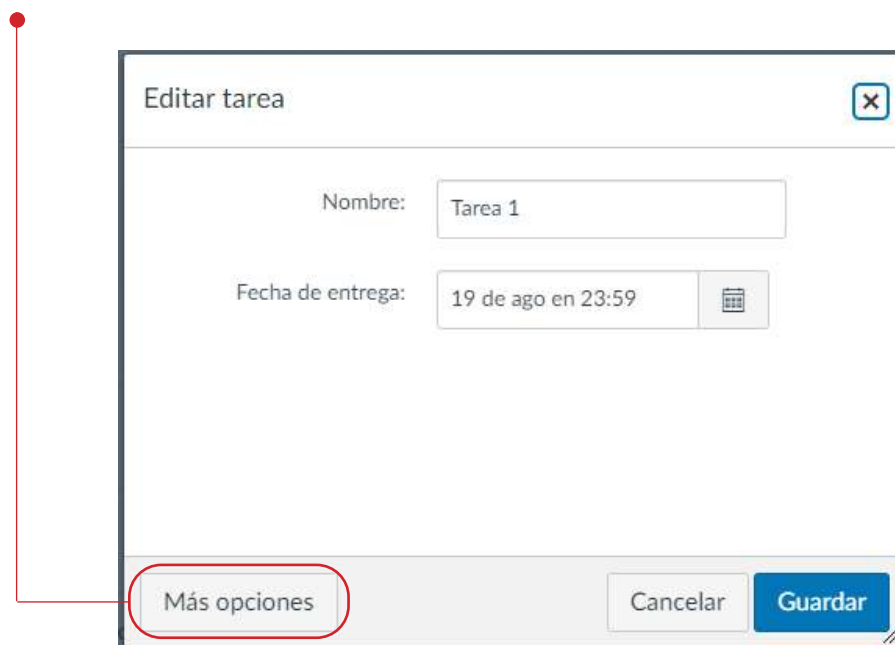 Editar tarea
Nombre: Tarea 1
Fecha de entrega: 19 de ago en 23:59
Más opciones Cancelar Guardar